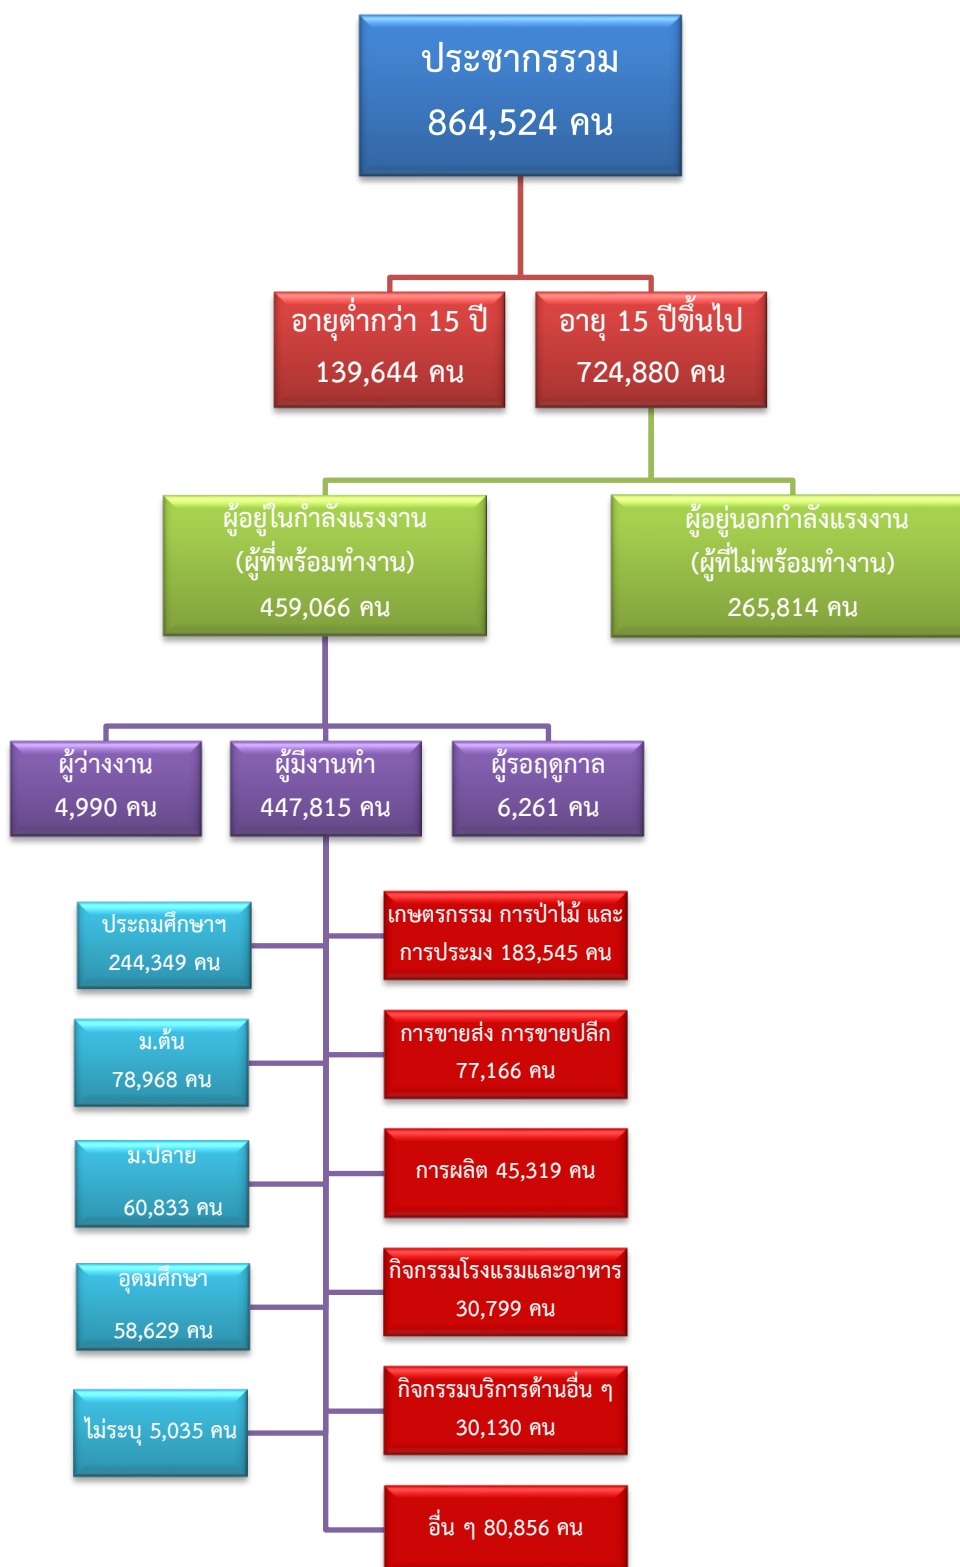 ประชากรรวม
864,524 คน
อายุต่ำกว่า 15 ปี
139,644 คน
อายุ 15 ปีขึ้นไป
724,880 คน
ผู้อยู่ในกำลังแรงงาน
(ผู้ที่พร้อมทำงาน)
459,066 คน
ผู้อยู่นอกกำลังแรงงาน
(ผู้ที่ไม่พร้อมทำงาน)
265,814 คน
ผู้ว่างงาน
4,990 คน
ผู้มีงานทำ
447,815 คน
ผู้รอฤดูกาล
6,261 คน
ประถมศึกษาฯ
244,349 คน
ม.ต้น
78,968 คน
ม.ปลาย
60,833 คน
อุดมศึกษา
58,629 คน
ไม่ระบุ 5,035 คน
เกษตรกรรม การป่าไม้ และ
การประมง 183,545 คน
การขายส่ง การขายปลีก
77,166 คน
การผลิต 45,319 คน
กิจกรรมโรงแรมและอาหาร
30,799 คน
กิจกรรมบริการด้านอื่น ๆ
30,130 คน
อื่น ๆ 80,856 คน